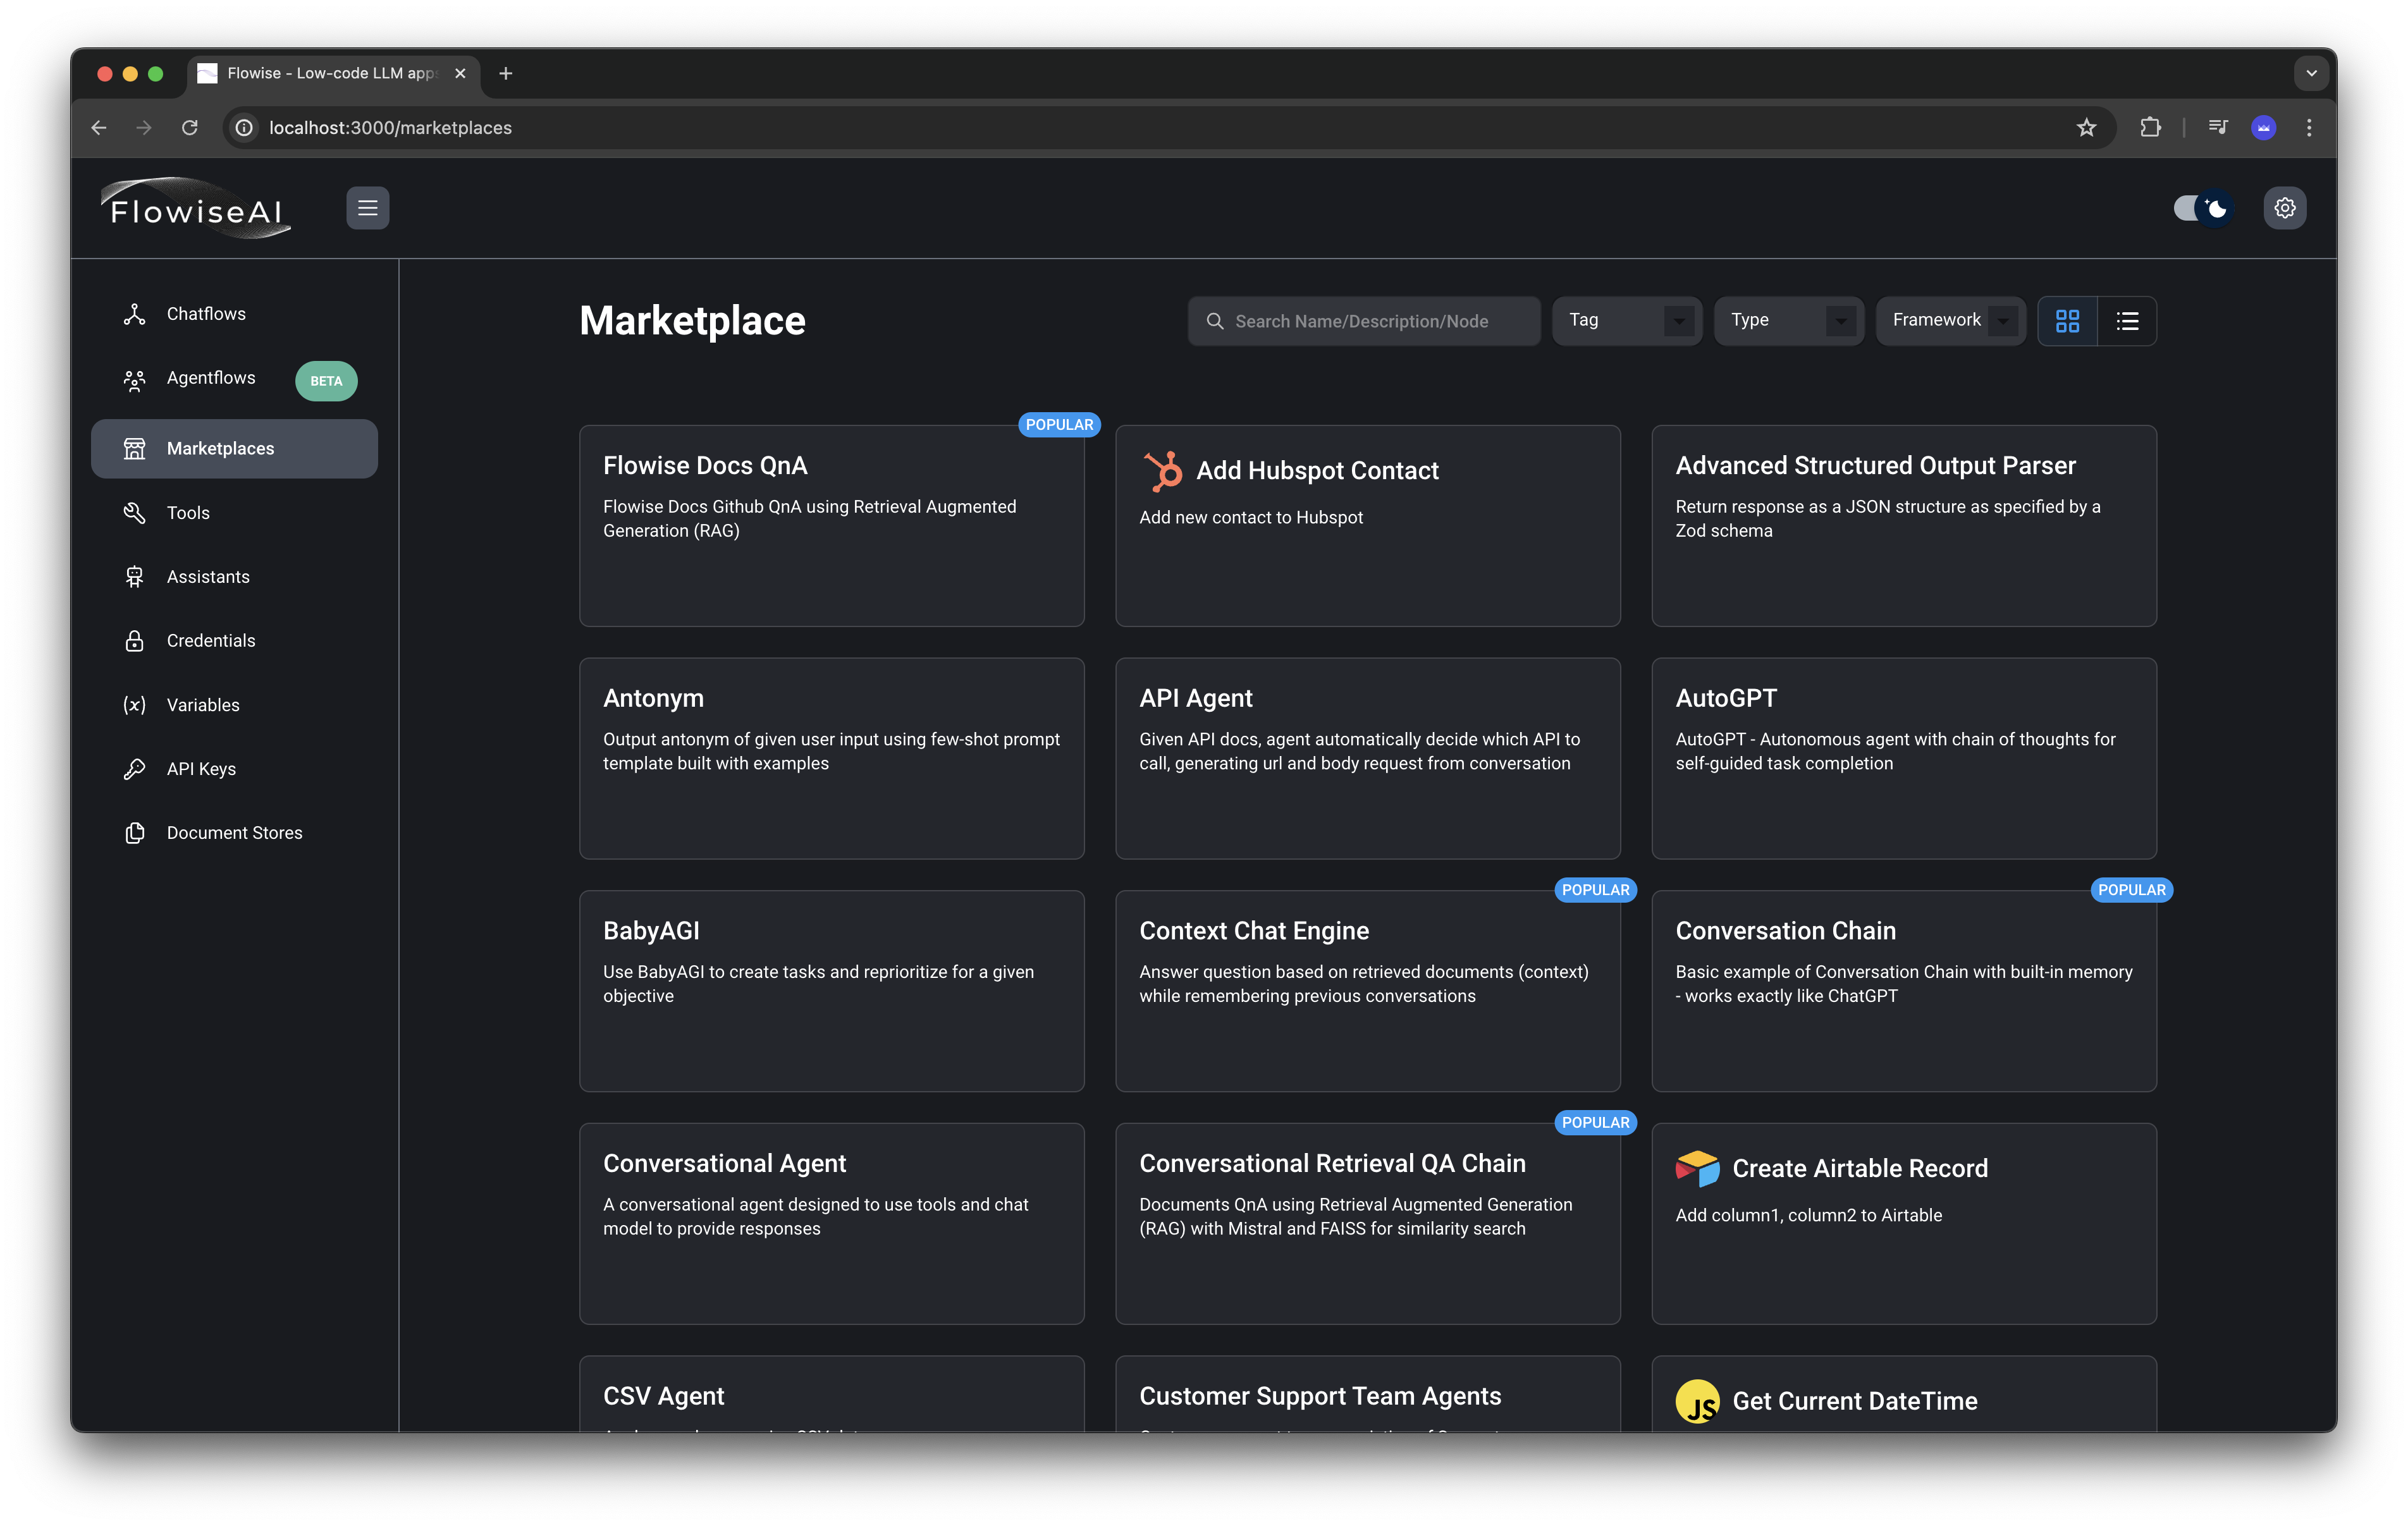 Flowise - Low-code LLM apps
localhost:3000/marketplaces
FlowiseAI
Chatflows
Agentflows
BETA
Marketplaces
Tools
Assistants
Credentials
(x) Variables
API Keys
Document Stores
Marketplace
Search Name/Description/Node
Tag
Type
Framework
POPULAR
Flowise Docs QnA
Flowise Docs Github QnA using Retrieval Augmented
Generation (RAG)
Add Hubspot Contact
Add new contact to Hubspot
Advanced Structured Output Parser
Return response as a JSON structure as specified by a
Zod schema
Antonym
Output antonym of given user input using few-shot prompt
template built with examples
API Agent
Given API docs, agent automatically decide which API to
call, generating url and body request from conversation
AutoGPT
AutoGPT - Autonomous agent with chain of thoughts for
self-guided task completion
BabyAGI
Use BabyAGI to create tasks and reprioritize for a given
objective
POPULAR
Context Chat Engine
Answer question based on retrieved documents (context)
while remembering previous conversations
POPULAR
Conversation Chain
Basic example of Conversation Chain with built-in memory
- works exactly like ChatGPT
Conversational Agent
A conversational agent designed to use tools and chat
model to provide responses
POPULAR
Conversational Retrieval QA Chain
Documents QnA using Retrieval Augmented Generation
(RAG) with Mistral and FAISS for similarity search
Create Airtable Record
Add column1, column2 to Airtable
CSV Agent
Customer Support Team Agents
JS
Get Current DateTime